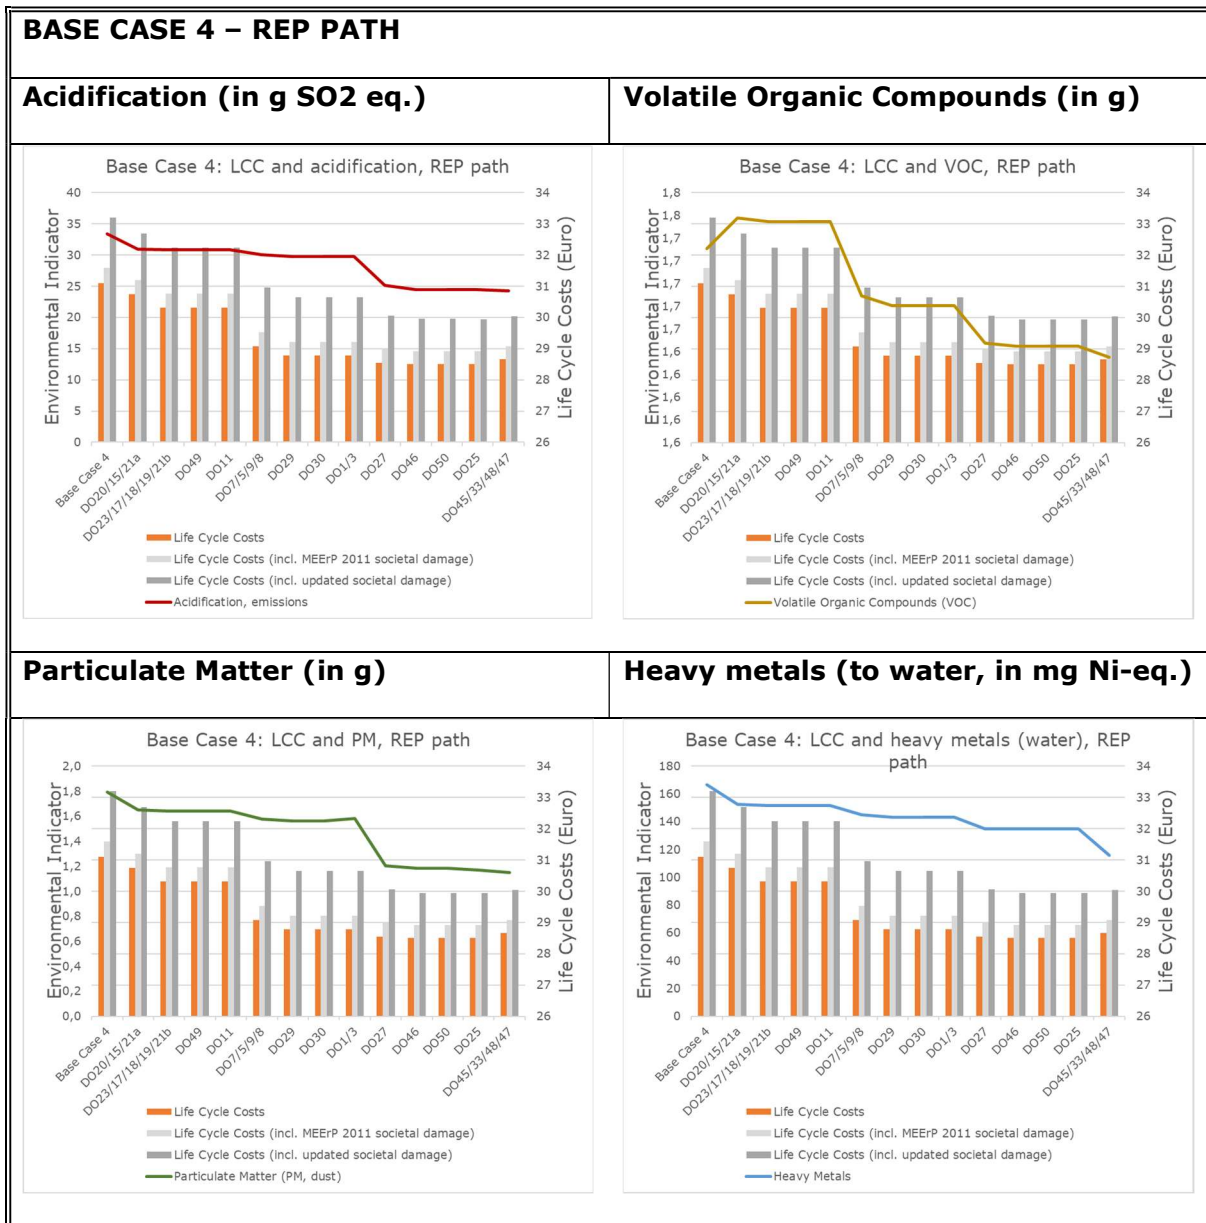 BASE CASE 4 – REP PATH
Acidification (in g SO2 eq.)
Volatile Organic Compounds (in g)
Base Case 4: LCC and acidification, REP path
40
35
30
25
20
15
10
5
0
Environmental Indicator
34
33
32
31
30
29
28
27
26
Life Cycle Costs (Euro)
Base Case 4
DO20/15/21a
DO23/17/18/19/21b
DO49
DO11
DO7/5/9/8
DO29
DO30
DO1/3
DO27
DO46
DO50
DO25
DO45/33/48/47
Life Cycle Costs
Life Cycle Costs (incl. MEErP 2011 societal damage)
Life Cycle Costs (incl. updated societal damage)
Acidification, emissions
Base Case 4: LCC and VOC, REP path
1,8
1,8
1,7
1,7
1,7
1,7
1,6
1,6
1,6
1,6
Environmental Indicator
34
33
32
31
30
29
28
27
26
Life Cycle Costs (Euro)
Base Case 4
DO20/15/21a
DO23/17/18/19/21b
DO49
DO11
DO7/5/9/8
DO29
DO30
DO1/3
DO27
DO46
DO50
DO25
DO45/33/48/47
Life Cycle Costs
Life Cycle Costs (incl. MEErP 2011 societal damage)
Life Cycle Costs (incl. updated societal damage)
Volatile Organic Compounds (VOC)
Particulate Matter (in g)
Heavy metals (to water, in mg Ni-eq.)
Base Case 4: LCC and PM, REP path
2,0
1,8
1,6
1,4
1,2
1,0
0,8
0,6
0,4
0,2
0,0
Environmental Indicator
34
33
32
31
30
29
28
27
26
Life Cycle Costs (Euro)
Base Case 4
DO20/15/21a
DO23/17/18/19/21b
DO49
DO11
DO7/5/9/8
DO29
DO30
DO1/3
DO27
DO46
DO50
DO25
DO45/33/48/47
Life Cycle Costs
Life Cycle Costs (incl. MEErP 2011 societal damage)
Life Cycle Costs (incl. updated societal damage)
Particulate Matter (PM, dust)
Base Case 4: LCC and heavy metals (water), REP
path
180
160
140
120
100
80
60
40
20
0
Environmental Indicator
34
33
32
31
30
29
28
27
26
Life Cycle Costs (Euro)
Base Case 4
DO20/15/21a
DO23/17/18/19/21b
DO49
DO11
DO7/5/9/8
DO29
DO30
DO1/3
DO27
DO46
DO50
DO25
DO45/33/48/47
Life Cycle Costs
Life Cycle Costs (incl. MEErP 2011 societal damage)
Life Cycle Costs (incl. updated societal damage)
Heavy Metals